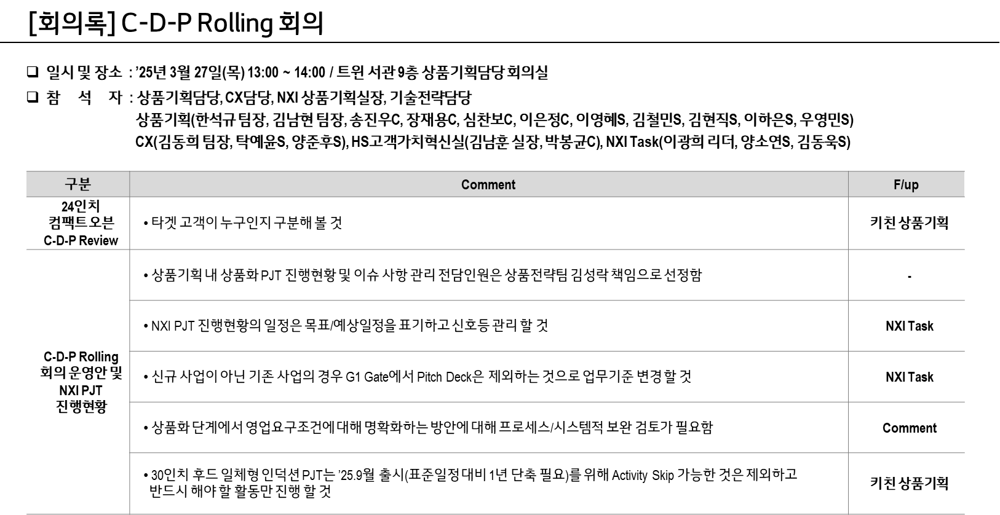 [회의록] C-D-P Rolling 회의
❑ 일시 및 장소 : ’25년 3월 27일(목) 13:00 ~ 14:00 / 트윈 서관 9층 상품기획담당 회의실
❑ 참 석 자 : 상품기획담당, CX담당, NXI 상품기획실장, 기술전략담당
상품기획(한석규 팀장, 김남현 팀장, 송진우C, 장재용C, 심찬보C, 이은정C, 이영혜S, 김철민S, 김현직S, 이하은S, 우영민S)
CX(김동희 팀장, 탁예윤S, 양준후S), HS고객가치혁신실(김남훈 실장, 박봉균C), NXI Task(이광희 리더, 양소연S, 김동욱S)
구분 Comment F/up
24인치
컴팩트 오븐
C-D-P Review
• 타겟 고객이 누구인지 구분해 볼 것
키친 상품기획
C-D-P Rolling
회의 운영안 및
NXI PJT
진행현황
• 상품기획 내 상품화 PJT 진행현황 및 이슈 사항 관리 전담인원은 상품전략팀 김성락 책임으로 선정함
-
• NXI PJT 진행현황의 일정은 목표/예상일정을 표기하고 신호등 관리 할 것
NXI Task
• 신규 사업이 아닌 기존 사업의 경우 G1 Gate에서 Pitch Deck은 제외하는 것으로 업무기준 변경 할 것
NXI Task
• 상품화 단계에서 영업요구조건에 대해 명확화하는 방안에 대해 프로세스/시스템적 보완 검토가 필요함
Comment
• 30인치 후드 일체형 인덕션 PJT는 ’25.9월 출시(표준일정 대비 1년 단축 필요)를 위해 Activity Skip 가능한 것은 제외하고
반드시 해야 할 활동만 진행 할 것
키친 상품기획